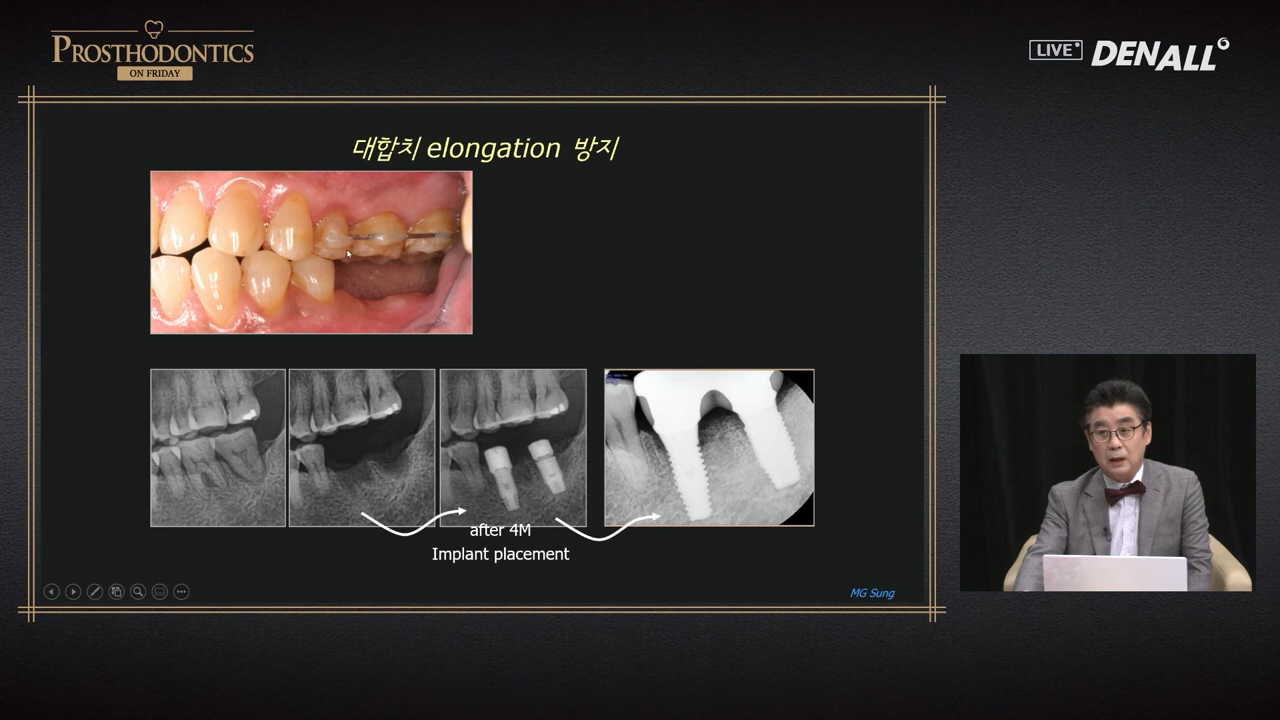 PROSTHODONTICS
ON FRIDAY
LIVE
DENALL
대합치 elongation 방지
after 4M
Implant placement
MG Sung